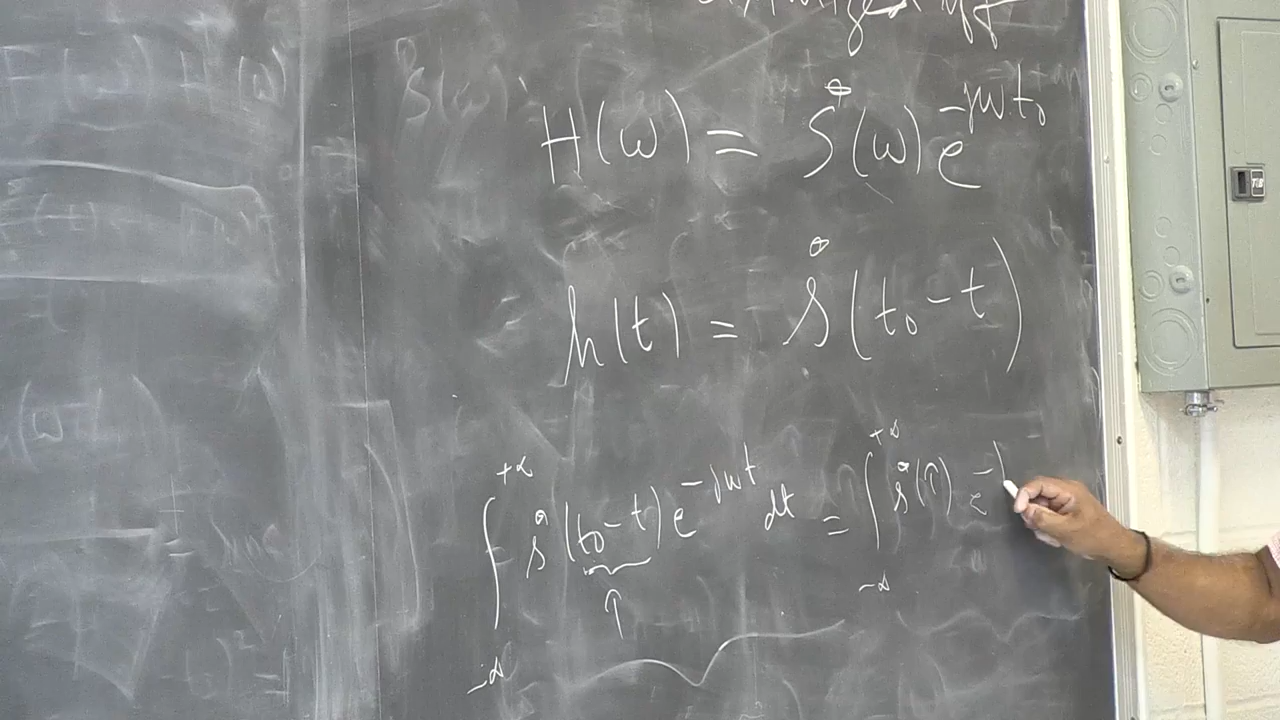 H(ω) = S*(ω) e^{-jωt₀}
h(t) = s*(t₀ - t)
∫_{-∞}^{+∞} s*(t₀ - t) e^{-jωt} dt = ∫_{-∞}^{+∞} s*(τ) e^{-j
τ